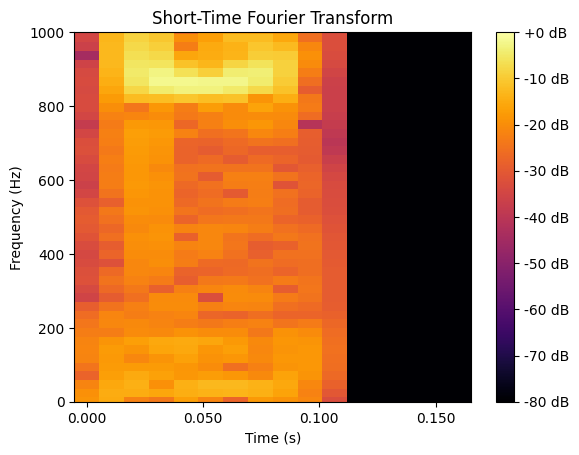 Short-Time Fourier Transform
1000
800
600
400
200
0
Frequency (Hz)
0.000
0.050
0.100
0.150
Time (s)
+0 dB
-10 dB
-20 dB
-30 dB
-40 dB
-50 dB
-60 dB
-70 dB
-80 dB